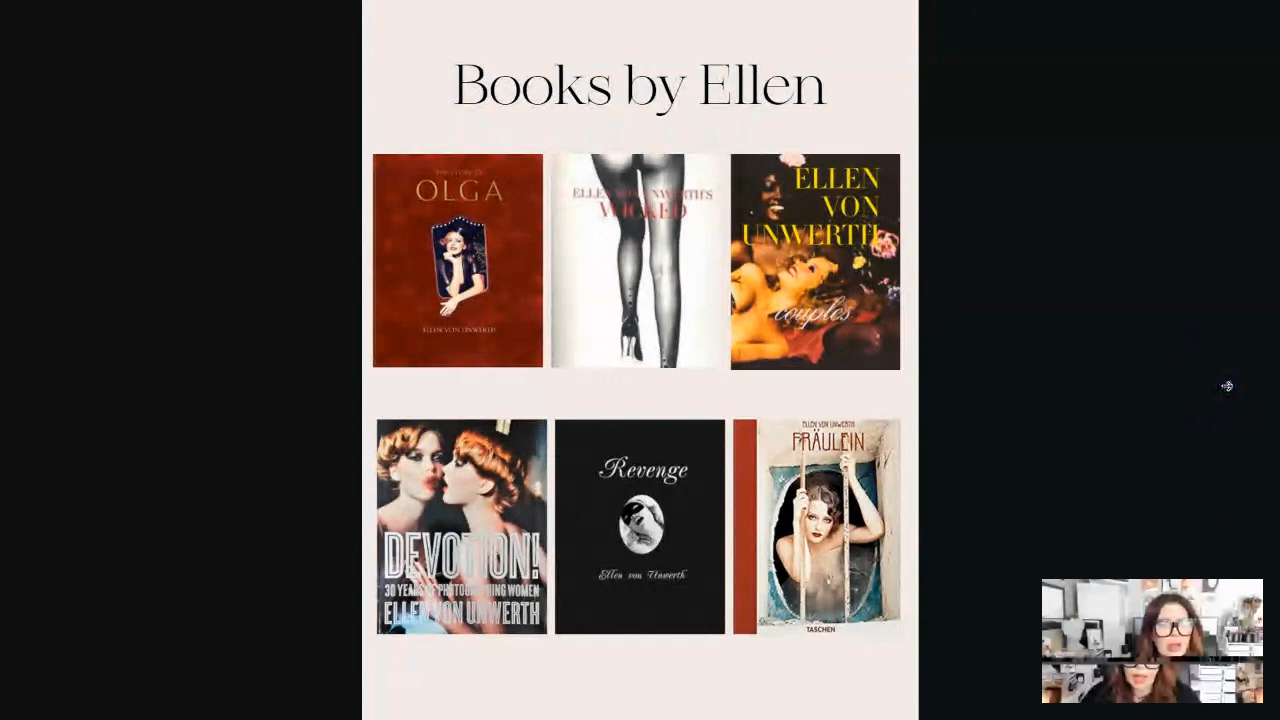 Books by Ellen
THE STORY OF
OLGA
ELLEN VON UNWERTH
ELLEN VON UNWERTH'S
WICKED
ELLEN
VON
UNWERTH
couples
DEVOTION!
30 YEARS OF PHOTOGRAPHING WOMEN
ELLEN VON UNWERTH
Revenge
Ellen von Unwerth
ELLEN VON UNWERTH
FRÄULEIN
TASCHEN